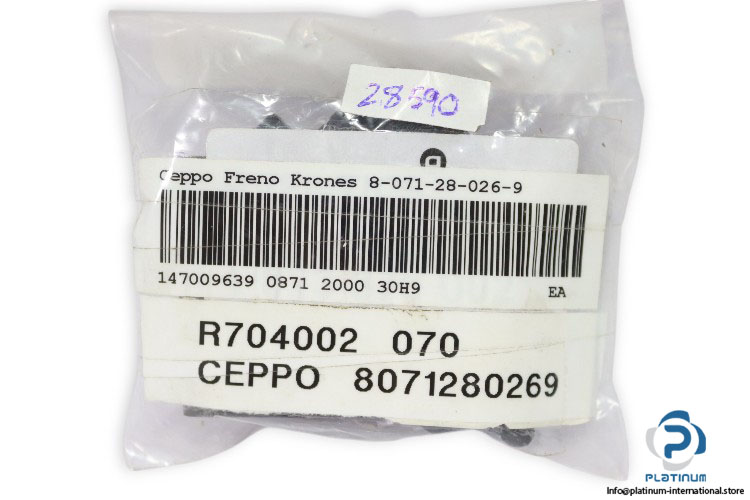 28590
Ceppo Freno Krones 8-071-28-026-9
147009639 0871 2000 30H9 EA
R704002 070
CEPPO 8071280269
PLATINUM
Info@platinum-international.store